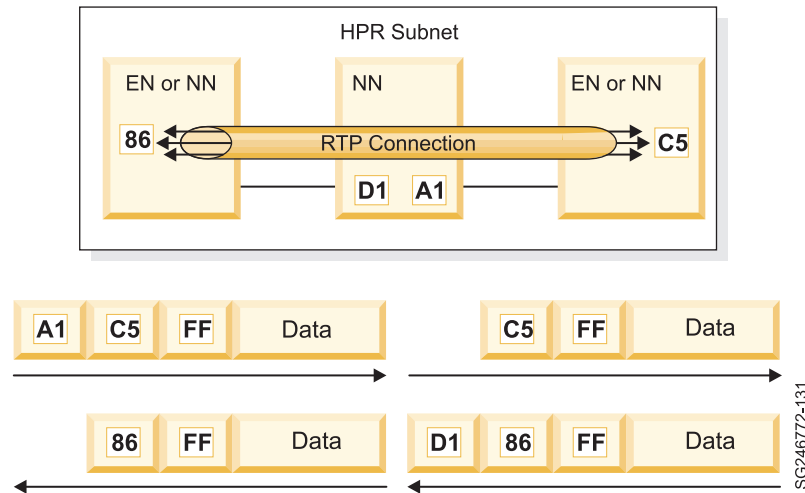 HPR Subnet
EN or NN
NN
EN or NN
86
RTP Connection
C5
D1 A1
A1 C5 FF Data
C5 FF Data
86 FF Data
D1 86 FF Data
SG246772-131